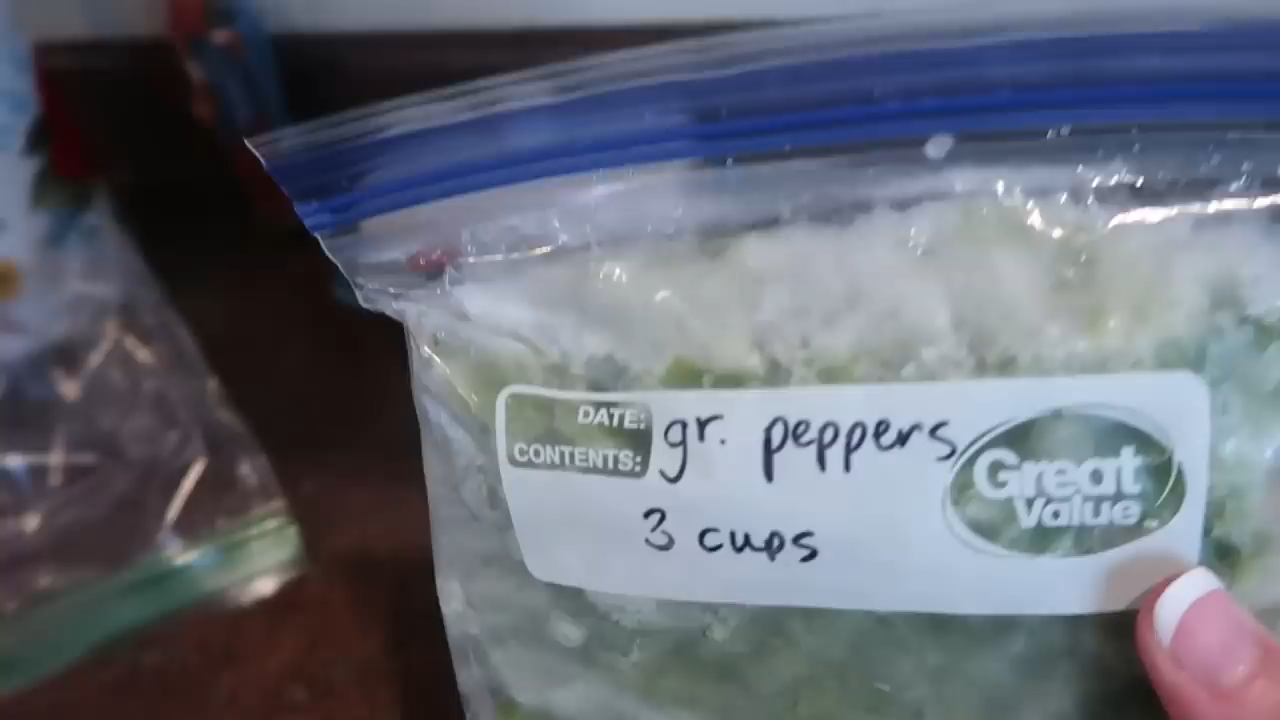 DATE: gr. peppers
CONTENTS:
3 cups
Great
Value